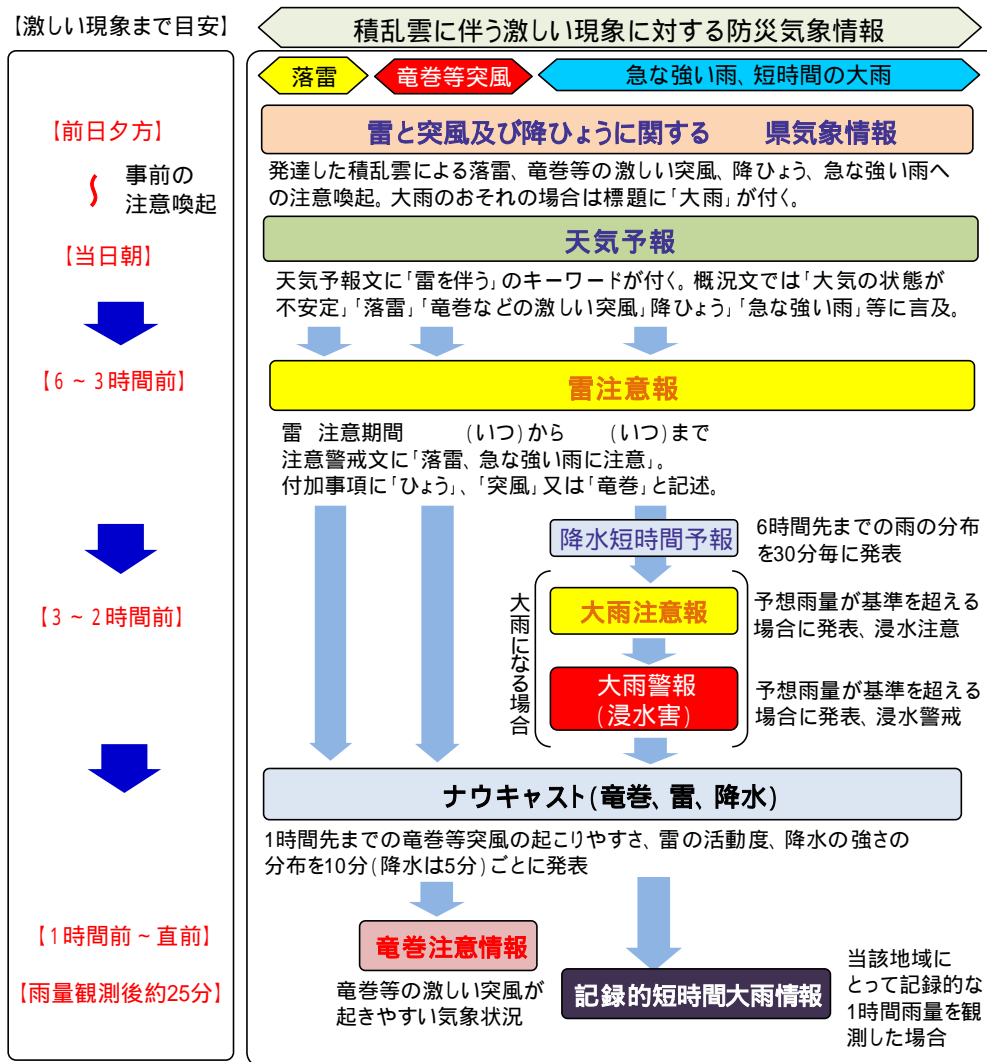 【激しい現象まで目安】
積乱雲に伴う激しい現象に対する防災気象情報
落雷
竜巻等突風
急な強い雨、短時間の大雨
【前日夕方】
雷と突風及び降ひょうに関する 県気象情報
発達した積乱雲による落雷、竜巻等の激しい突風、降ひょう、急な強い雨へ
の注意喚起。大雨のおそれの場合は標題に「大雨」が付く。
～
事前の
注意喚起
【当日朝】
天気予報
天気予報文に「雷を伴う」のキーワードが付く。概況文では「大気の状態が
不安定」「落雷」「竜巻などの激しい突風」降ひょう」「急な強い雨」等に言及。
【6～3時間前】
雷注意報
雷 注意期間 (いつ)から (いつ)まで
注意警戒文に「落雷、急な強い雨に注意」。
付加事項に「ひょう」、「突風」又は「竜巻」と記述。
降水短時間予報
6時間先までの雨の分布
を30分毎に発表
【3～2時間前】
大雨になる場合
大雨注意報
予想雨量が基準を超える
場合に発表、浸水注意
大雨警報
(浸水害)
予想雨量が基準を超える
場合に発表、浸水警戒
ナウキャスト(竜巻、雷、降水)
1時間先までの竜巻等突風の起こりやすさ、雷の活動度、降水の強さの
分布を10分(降水は5分)ごとに発表
【1時間前～直前】
竜巻注意情報
竜巻等の激しい突風が
起きやすい気象状況
【雨量観測後約25分】
記録的短時間大雨情報
当該地域に
とって記録的な
1時間雨量を観
測した場合